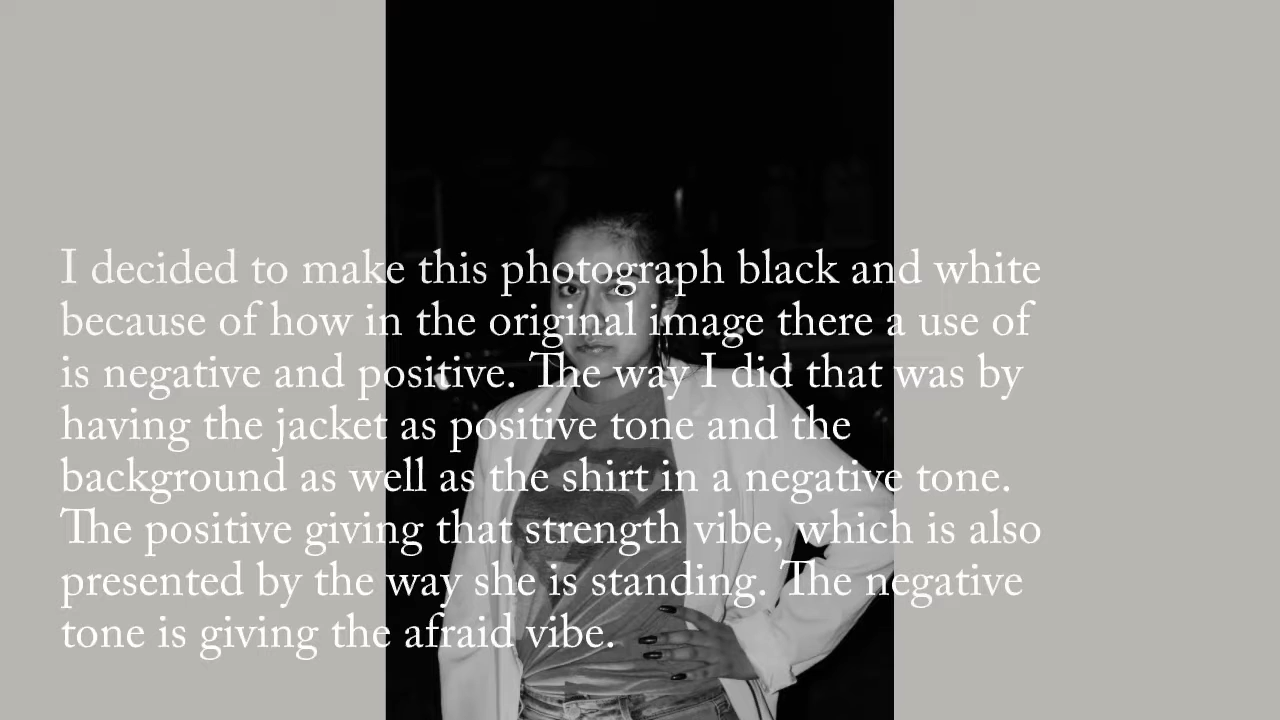 I decided to make this photograph black and white
because of how in the original image there a use of
is negative and positive. The way I did that was by
having the jacket as positive tone and the
background as well as the shirt in a negative tone.
The positive giving that strength vibe, which is also
presented by the way she is standing. The negative
tone is giving the afraid vibe.